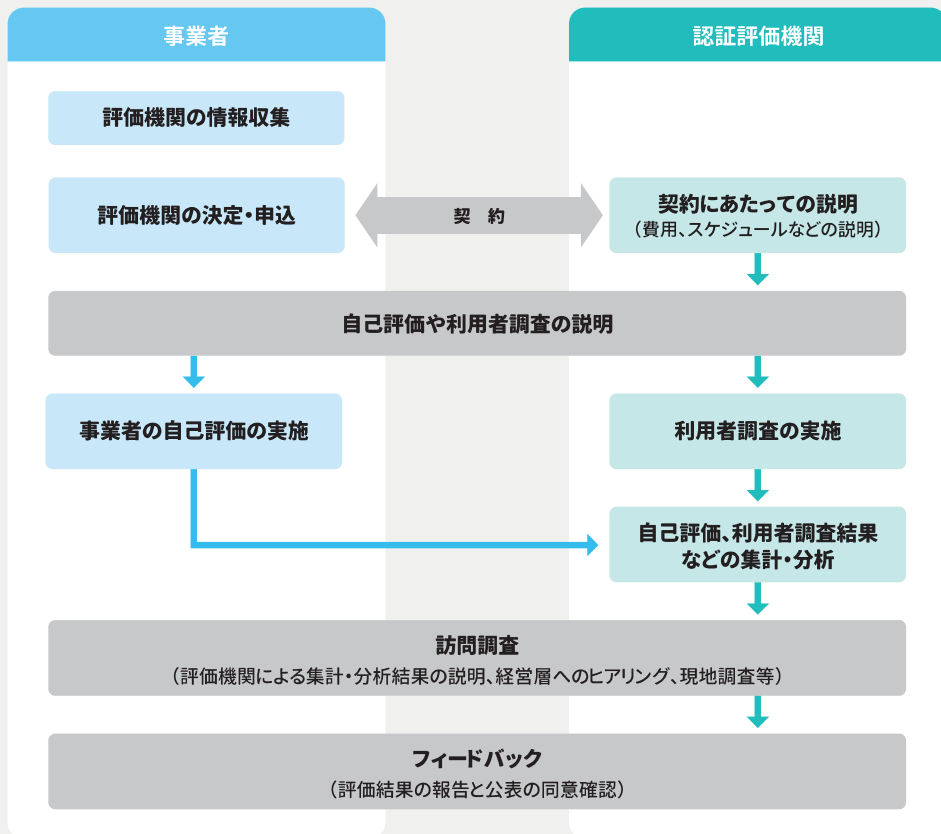 事業者
認証評価機関
評価機関の情報収集
評価機関の決定・申込
契 約
契約にあたっての説明
（費用、スケジュールなどの説明）
自己評価や利用者調査の説明
事業者の自己評価の実施
利用者調査の実施
自己評価、利用者調査結果
などの集計・分析
訪問調査
（評価機関による集計・分析結果の説明、経営層へのヒアリング、現地調査等）
フィードバック
（評価結果の報告と公表の同意確認）